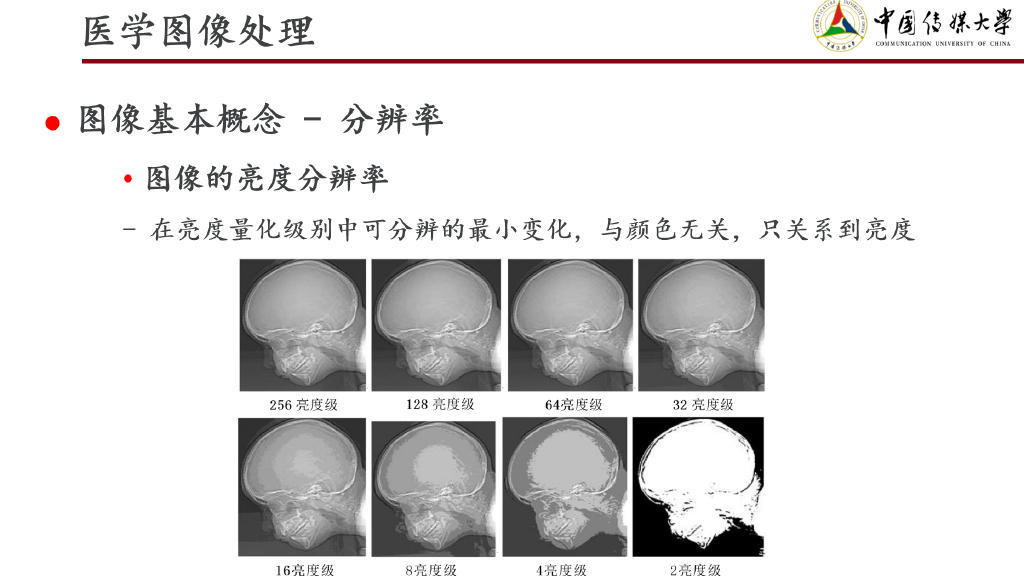 医学图像处理
中国传媒大学
COMMUNICATION UNIVERSITY OF CHINA
• 图像基本概念 - 分辨率
• 图像的亮度分辨率
- 在亮度量化级别中可分辨的最小变化，与颜色无关，只关系到亮度
256 亮度级 128 亮度级 64亮度级 32 亮度级
16亮度级 8亮度级 4亮度级 2亮度级